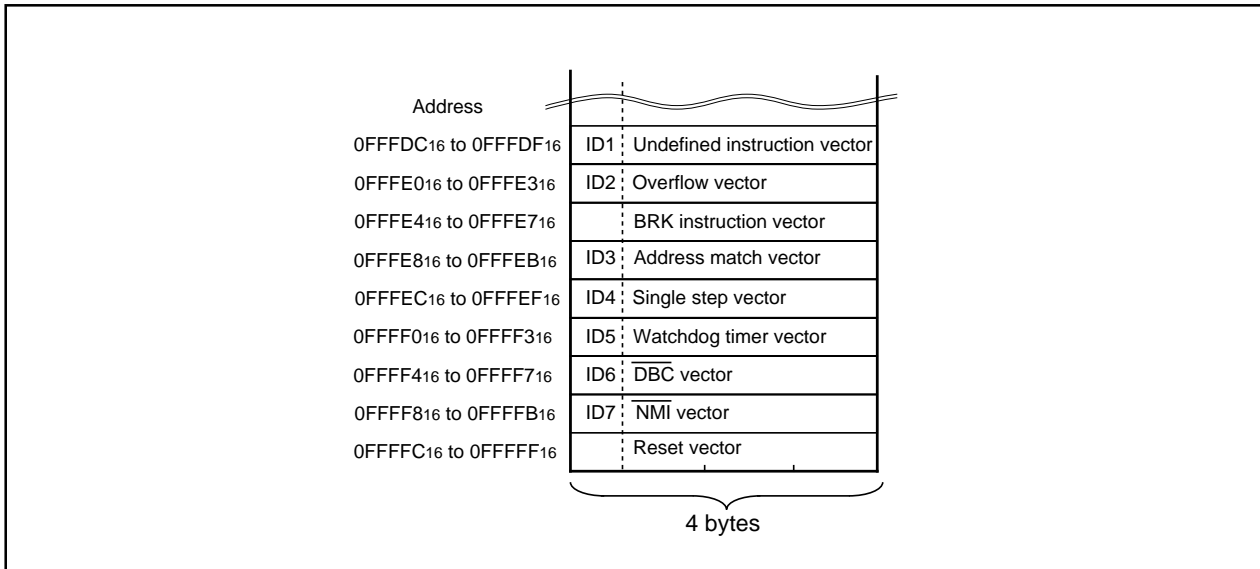 Address
0FFFDC16 to 0FFFDF16 ID1 Undefined instruction vector
0FFFE016 to 0FFFE316 ID2 Overflow vector
0FFFE416 to 0FFFE716 BRK instruction vector
0FFFE816 to 0FFFEB16 ID3 Address match vector
0FFFEC16 to 0FFFEF16 ID4 Single step vector
0FFFF016 to 0FFFF316 ID5 Watchdog timer vector
0FFFF416 to 0FFFF716 ID6 D̅B̅C̅ vector
0FFFF816 to 0FFFFB16 ID7 N̅M̅I̅ vector
0FFFFC16 to 0FFFFF16 Reset vector
4 bytes